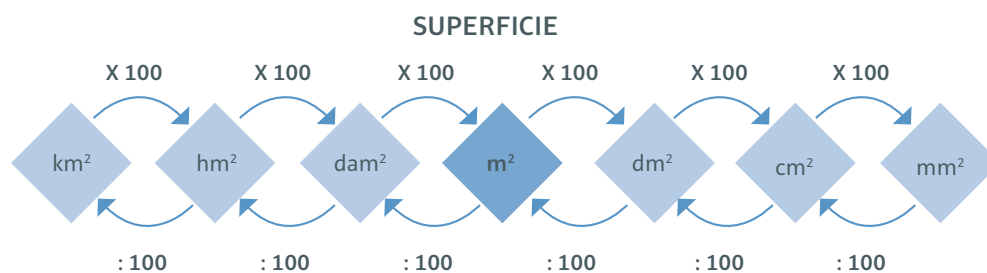 SUPERFICIE
X 100 X 100 X 100 X 100 X 100 X 100
km² hm² dam² m² dm² cm² mm²
: 100 : 100 : 100 : 100 : 100 : 100